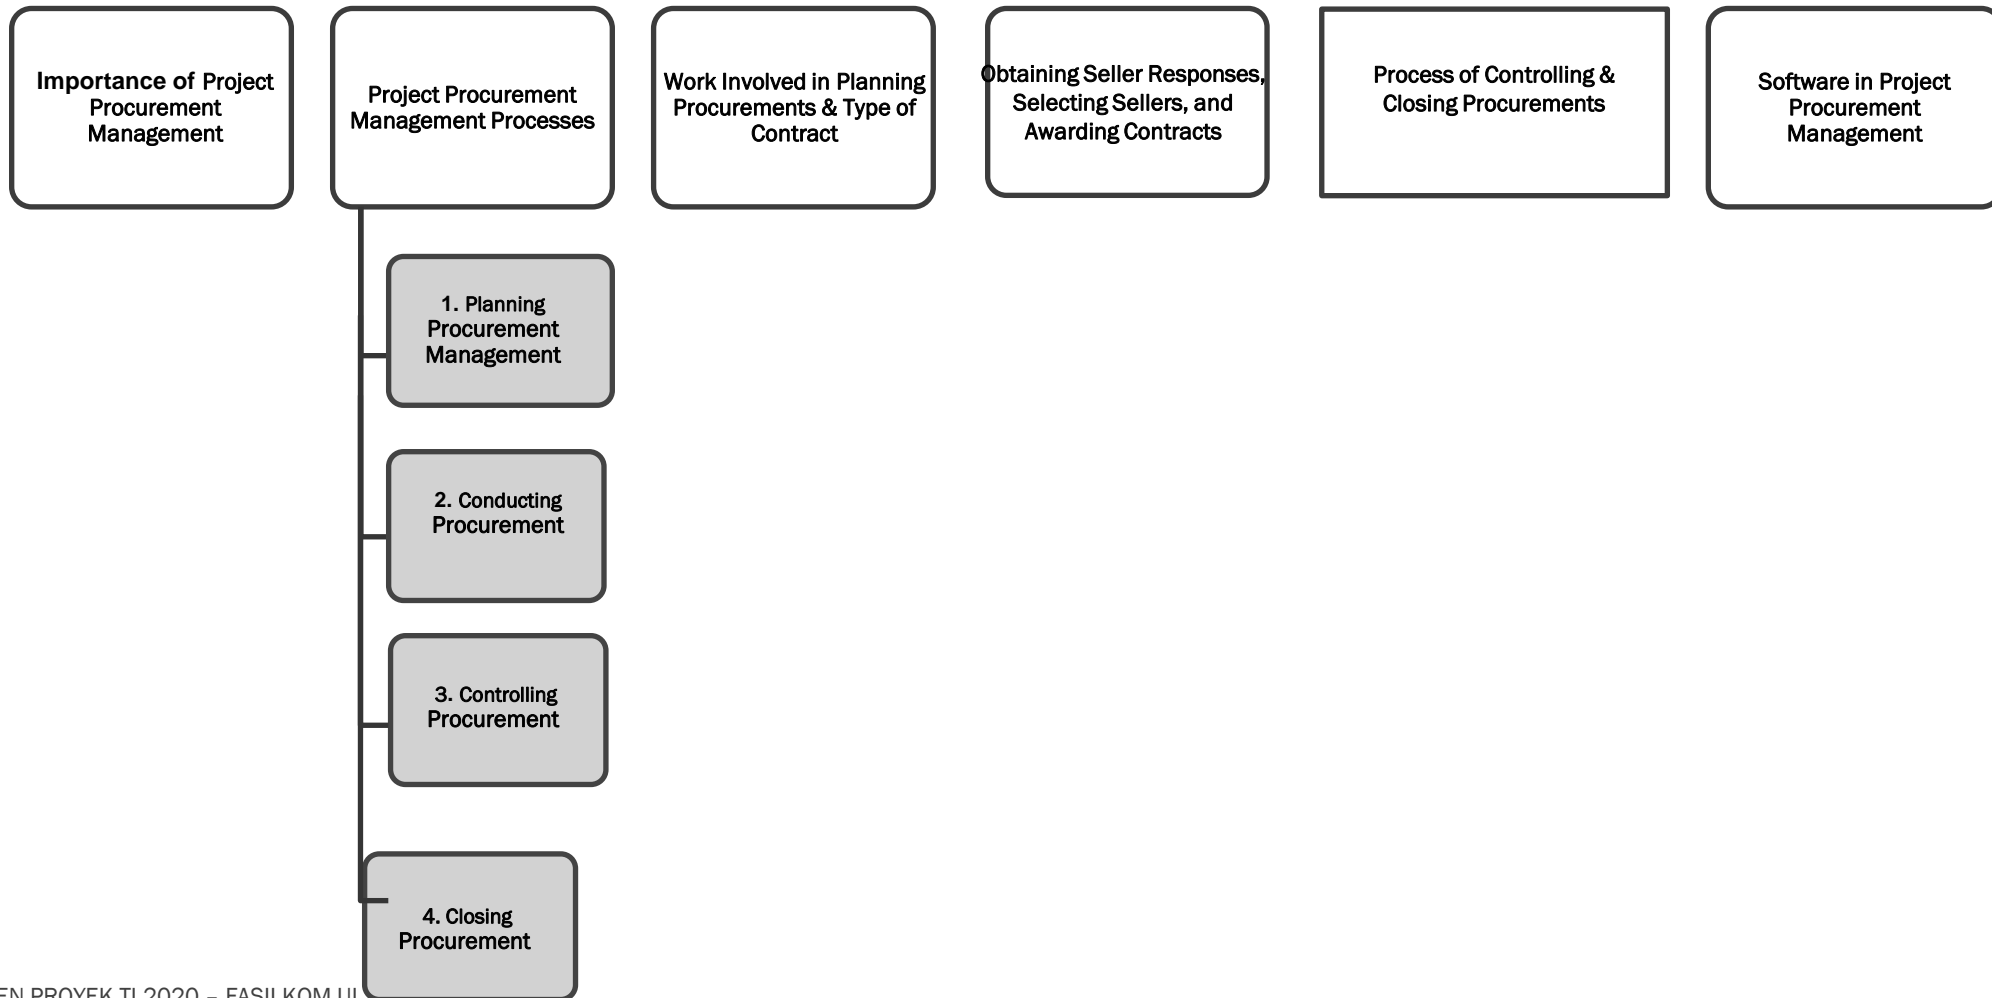 Importance of Project
Procurement
Management
Project Procurement
Management Processes
Work Involved in Planning
Procurements & Type of
Contract
Obtaining Seller Responses,
Selecting Sellers, and
Awarding Contracts
Process of Controlling &
Closing Procurements
Software in Project
Procurement
Management
1. Planning
Procurement
Management
2. Conducting
Procurement
3. Controlling
Procurement
4. Closing
Procurement
EN PROYEK TI 2020 – FASILKOM UI